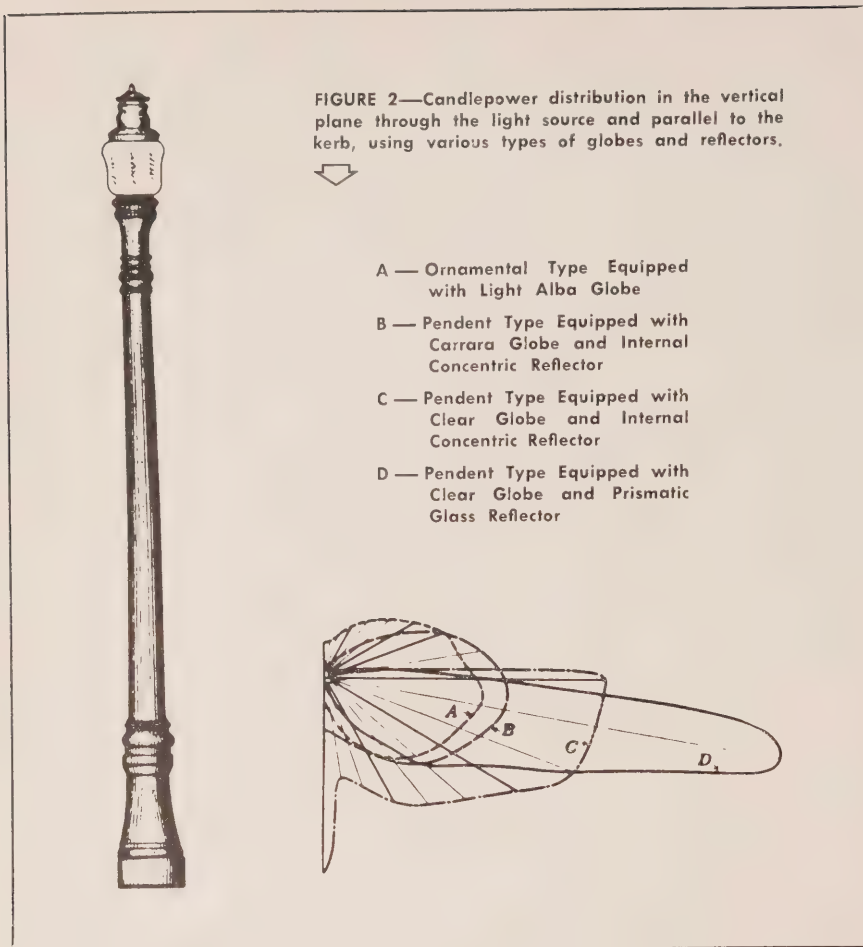 FIGURE 2—Candlepower distribution in the vertical
plane through the light source and parallel to the
kerb, using various types of globes and reflectors.
A — Ornamental Type Equipped
with Light Alba Globe
B — Pendent Type Equipped with
Carrara Globe and Internal
Concentric Reflector
C — Pendent Type Equipped with
Clear Globe and Internal
Concentric Reflector
D — Pendent Type Equipped with
Clear Globe and Prismatic
Glass Reflector
A
B
C
D